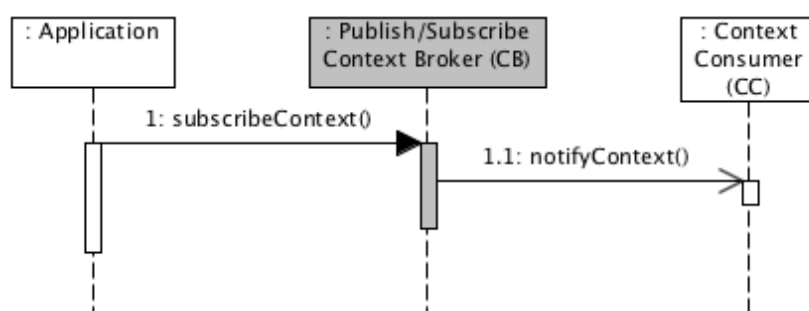 : Application
: Publish/Subscribe
Context Broker (CB)
: Context
Consumer
(CC)
1: subscribeContext()
1.1: notifyContext()